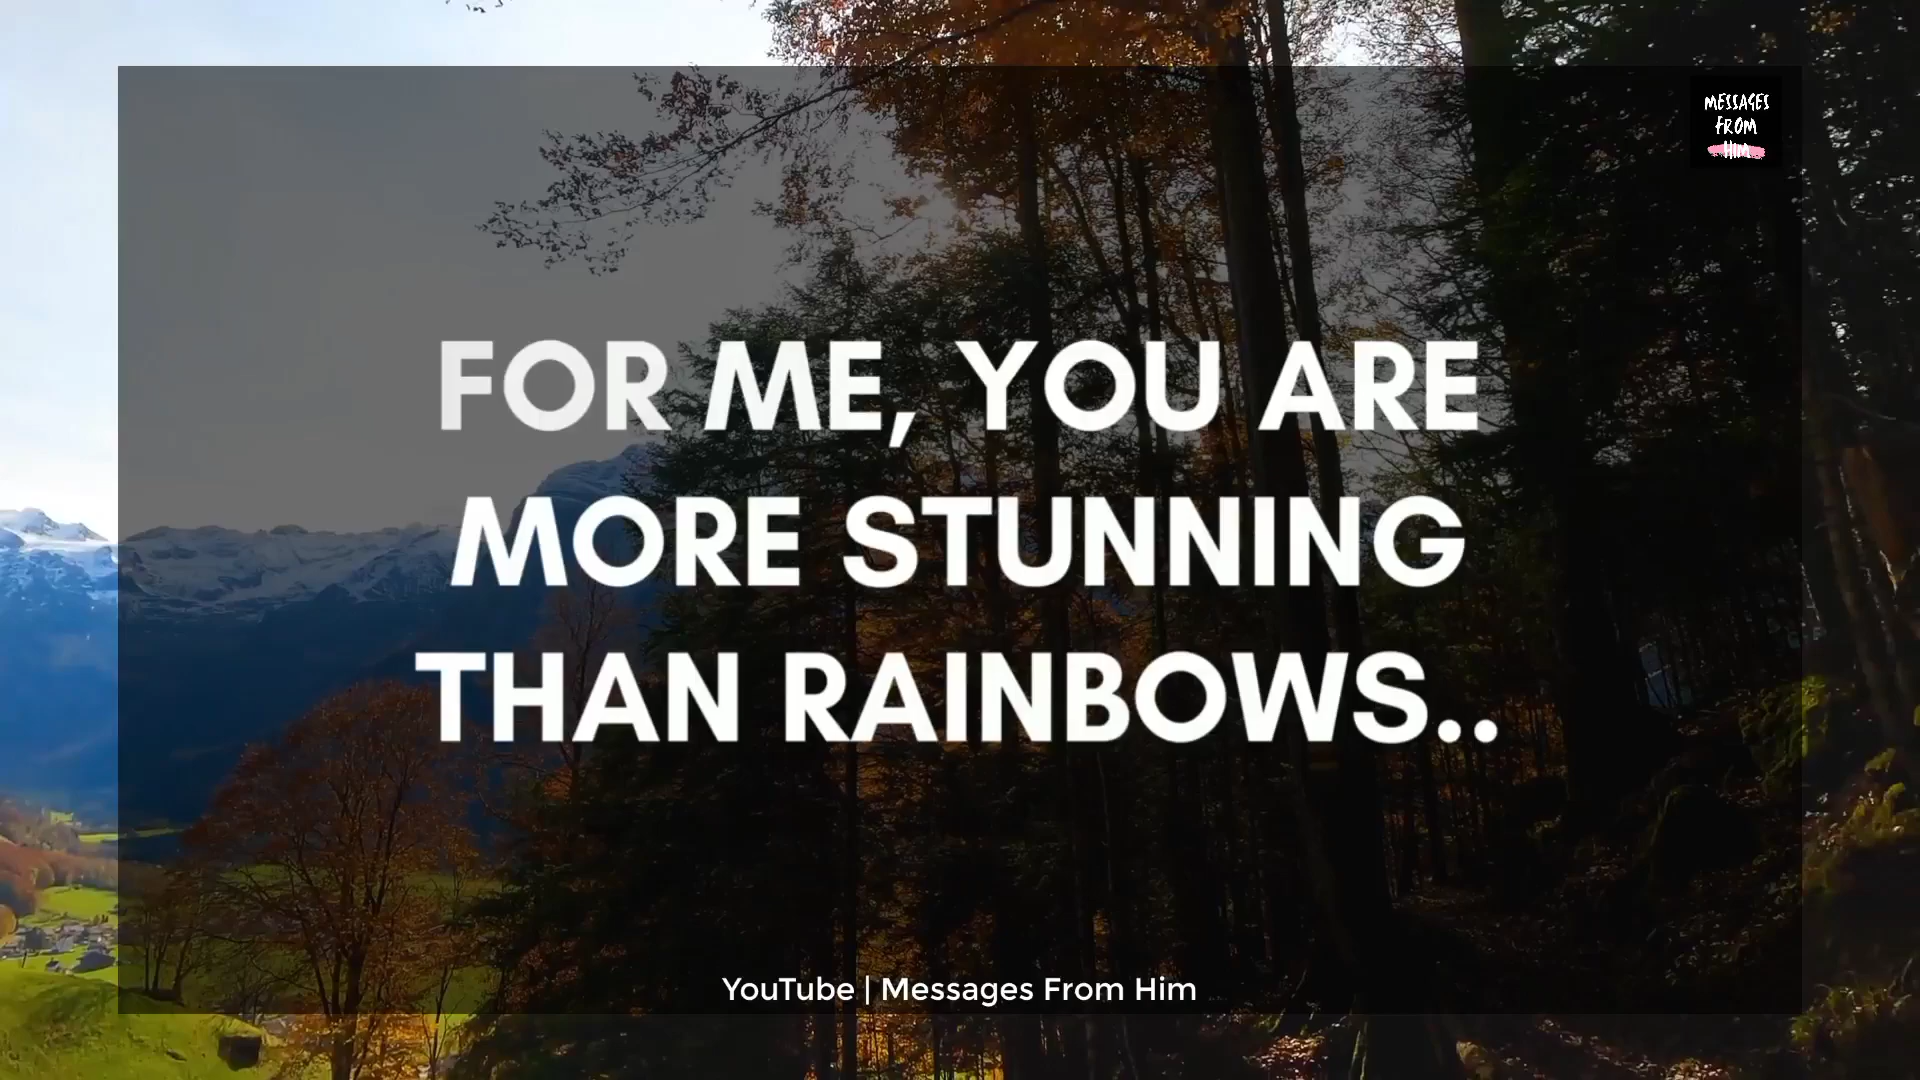 MESSAGES
FROM
HIM
FOR ME, YOU ARE
MORE STUNNING
THAN RAINBOWS..
YouTube | Messages From Him